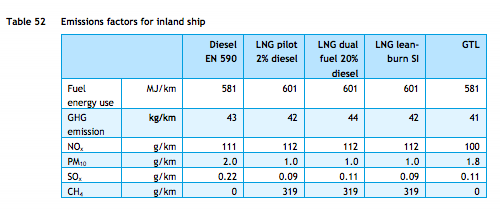 Table 52 Emissions factors for inland ship
Diesel EN 590 LNG pilot 2% diesel LNG dual fuel 20% diesel LNG lean-burn SI GTL
Fuel energy use MJ/km 581 601 601 601 581
GHG emission kg/km 43 42 44 42 41
NOx g/km 111 112 112 112 100
PM10 g/km 2.0 1.0 1.0 1.0 1.8
SOx g/km 0.22 0.09 0.11 0.09 0.11
CH4 g/km 0 319 319 319 0